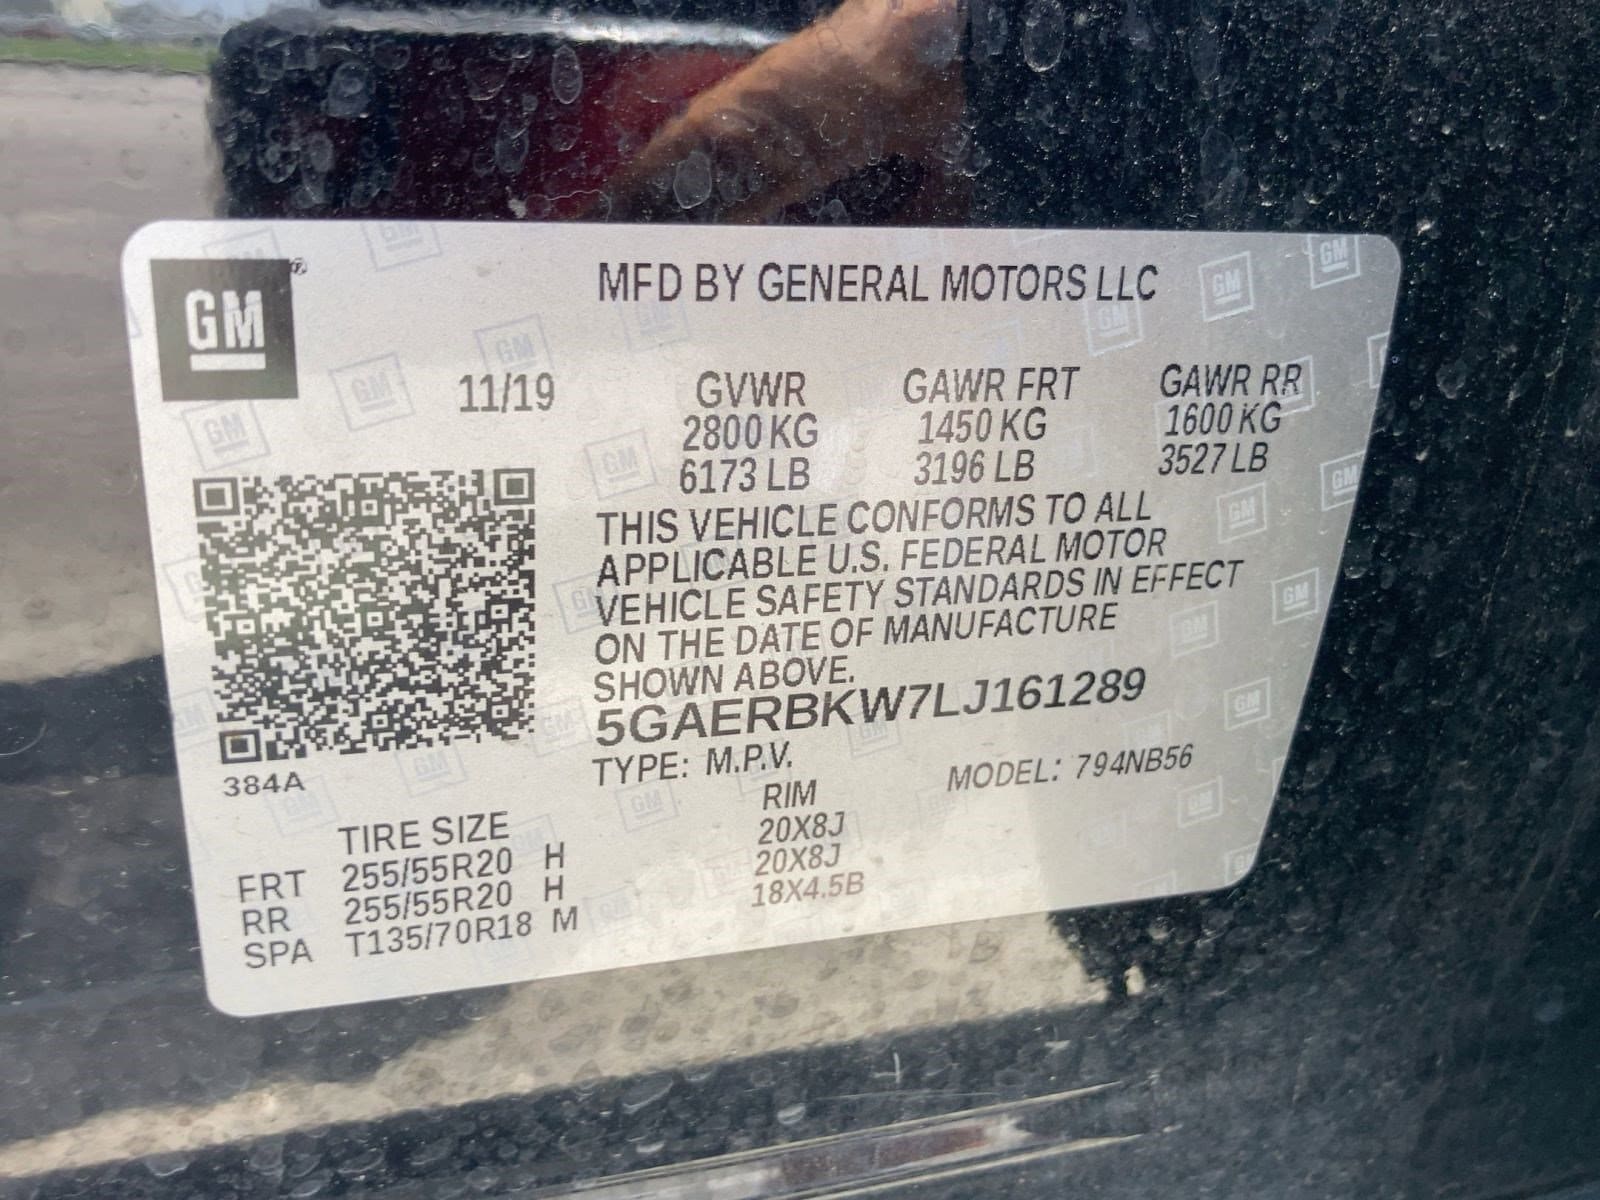 GM®
MFD BY GENERAL MOTORS LLC
11/19 GVWR GAWR FRT GAWR RR
2800 KG 1450 KG 1600 KG
6173 LB 3196 LB 3527 LB
THIS VEHICLE CONFORMS TO ALL
APPLICABLE U.S. FEDERAL MOTOR
VEHICLE SAFETY STANDARDS IN EFFECT
ON THE DATE OF MANUFACTURE
SHOWN ABOVE.
5GAERBKW7LJ161289
TYPE: M.P.V. MODEL: 794NB56
384A
TIRE SIZE RIM
FRT 255/55R20 H 20X8J
RR 255/55R20 H 20X8J
SPA T135/70R18 M 18X4.5B